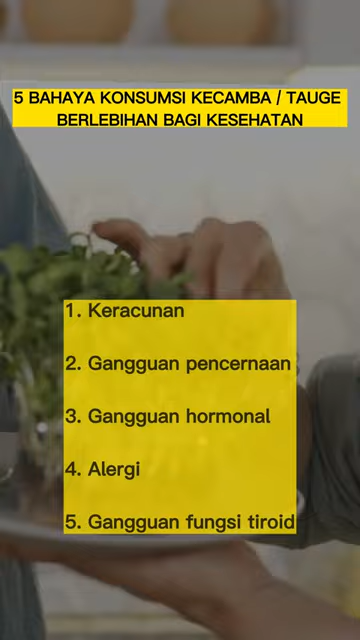 5 BAHAYA KONSUMSI KECAMBA / TAUGE
BERLEBIHAN BAGI KESEHATAN
1. Keracunan
2. Gangguan pencernaan
3. Gangguan hormonal
4. Alergi
5. Gangguan fungsi tiroid